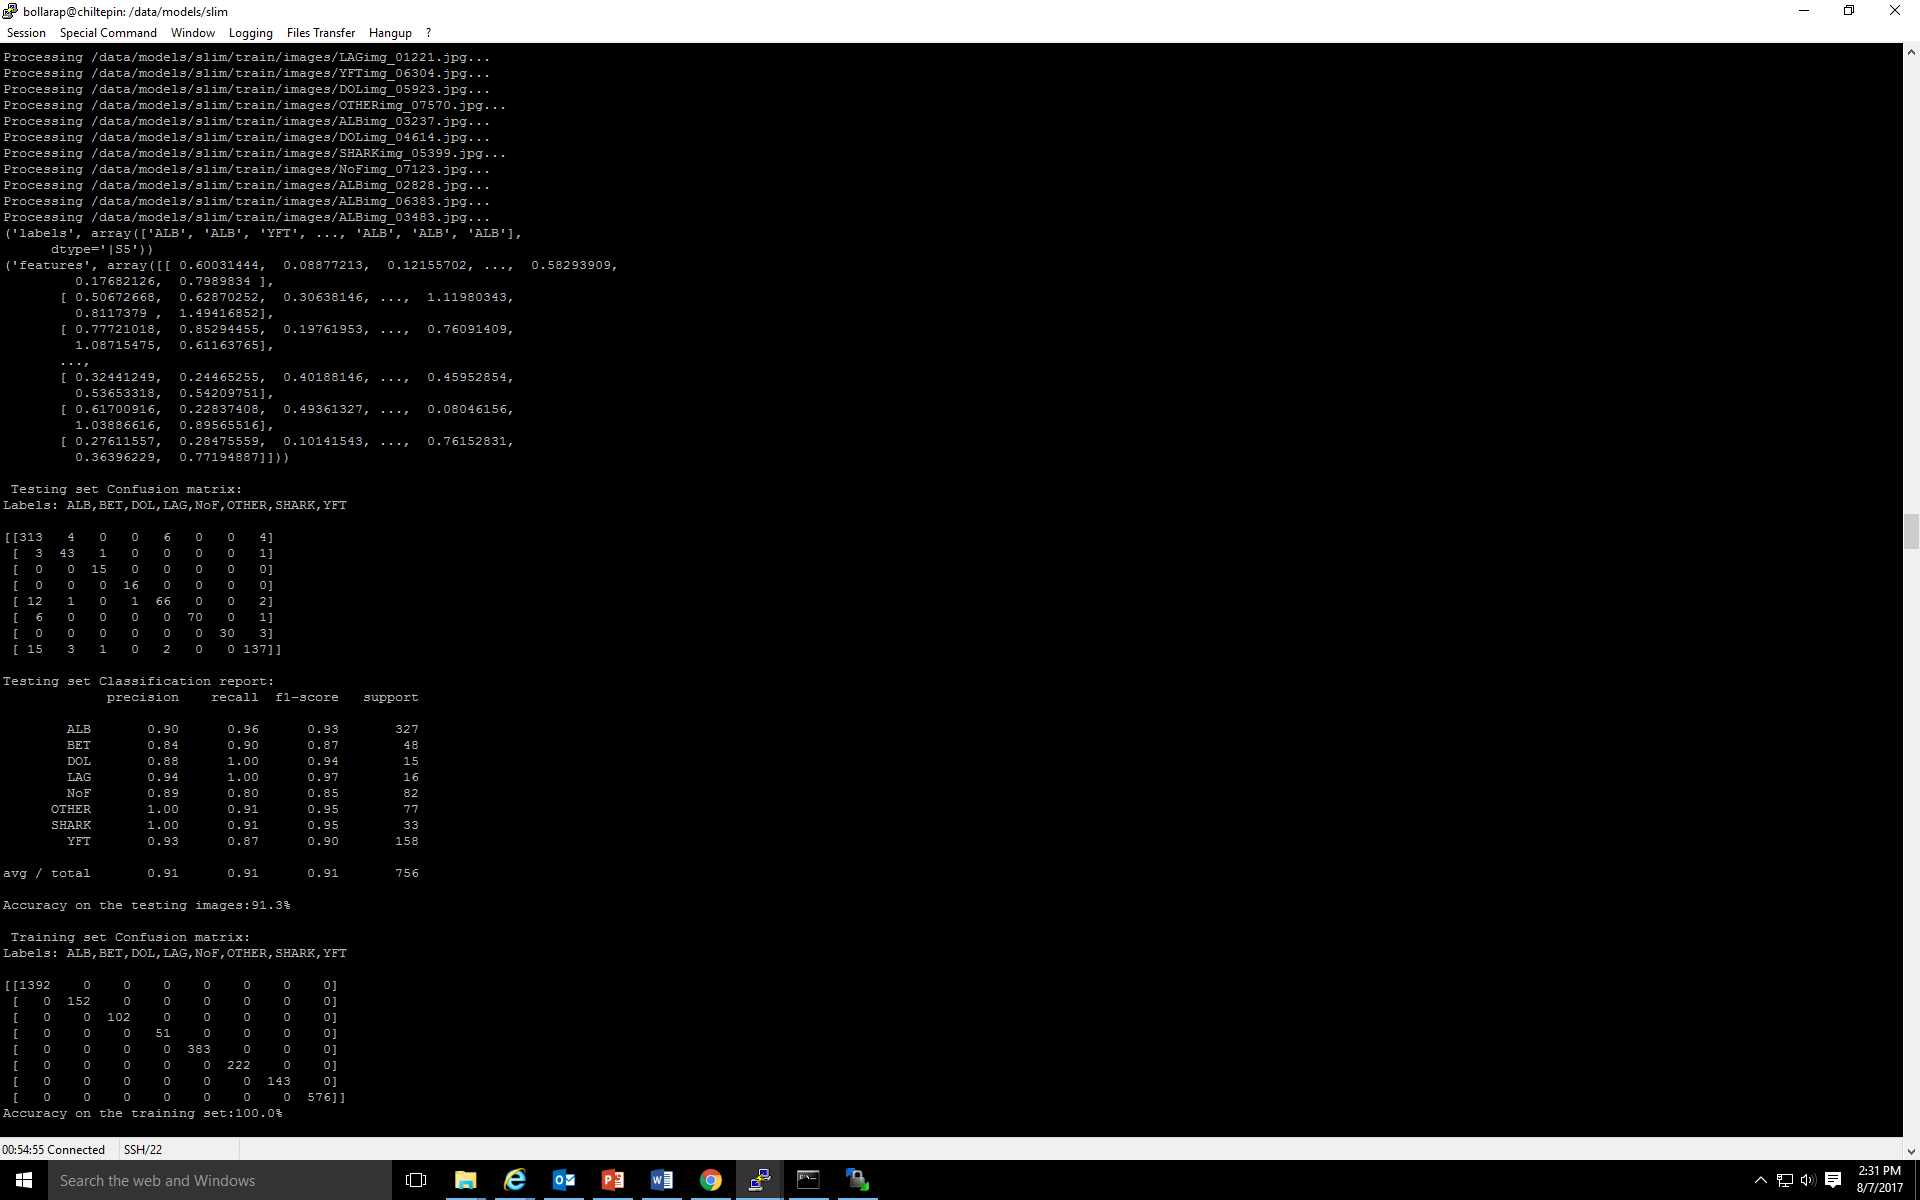 bollarap@chiltepin: /data/models/slim
Session Special Command Window Logging Files Transfer Hangup ?
Processing /data/models/slim/train/images/LAGimg_01221.jpg...
Processing /data/models/slim/train/images/YFTimg_06304.jpg...
Processing /data/models/slim/train/images/DOLimg_05923.jpg...
Processing /data/models/slim/train/images/OTHERimg_07570.jpg...
Processing /data/models/slim/train/images/ALBimg_03237.jpg...
Processing /data/models/slim/train/images/DOLimg_04614.jpg...
Processing /data/models/slim/train/images/SHARKimg_05399.jpg...
Processing /data/models/slim/train/images/NoFimg_07123.jpg...
Processing /data/models/slim/train/images/ALBimg_02828.jpg...
Processing /data/models/slim/train/images/ALBimg_06383.jpg...
Processing /data/models/slim/train/images/ALBimg_03483.jpg...
('labels', array(['ALB', 'ALB', 'YFT', ..., 'ALB', 'ALB', 'ALB'],
      dtype='|S5'))
('features', array([[ 0.60031444,  0.08877213,  0.12155702, ...,  0.58293909,
         0.17682126,  0.7989834 ],
       [ 0.50672668,  0.62870252,  0.30638146, ...,  1.11980343,
         0.8117379 ,  1.49416852],
       [ 0.77721018,  0.85294455,  0.19761953, ...,  0.76091409,
         1.08715475,  0.61163765],
       ...,
       [ 0.32441249,  0.24465255,  0.40188146, ...,  0.45952854,
         0.53653318,  0.54209751],
       [ 0.61700916,  0.22837408,  0.49361327, ...,  0.08046156,
         1.03886616,  0.89565516],
       [ 0.27611557,  0.28475559,  0.10141543, ...,  0.76152831,
         0.36396229,  0.77194887]]))
Testing set Confusion matrix:
Labels: ALB,BET,DOL,LAG,NoF,OTHER,SHARK,YFT
[[313   4   0   0   6   0   0   4]
 [  3  43   1   0   0   0   0   1]
 [  0   0  15   0   0   0   0   0]
 [  0   0   0  16   0   0   0   0]
 [ 12   1   0   1  66   0   0   2]
 [  6   0   0   0   0  70   0   1]
 [  0   0   0   0   0   0  30   3]
 [ 15   3   1   0   2   0   0 137]]
Testing set Classification report:
             precision    recall  f1-score   support
        ALB       0.90      0.96      0.93       327
        BET       0.84      0.90      0.87        48
        DOL       0.88      1.00      0.94        15
        LAG       0.94      1.00      0.97        16
        NoF       0.89      0.80      0.85        82
      OTHER       1.00      0.91      0.95        77
      SHARK       1.00      0.91      0.95        33
        YFT       0.93      0.87      0.90       158
avg / total       0.91      0.91      0.91       756
Accuracy on the testing images:91.3%
Training set Confusion matrix:
Labels: ALB,BET,DOL,LAG,NoF,OTHER,SHARK,YFT
[[1392    0    0    0    0    0    0    0]
 [   0  152    0    0    0    0    0    0]
 [   0    0  102    0    0    0    0    0]
 [   0    0    0   51    0    0    0    0]
 [   0    0    0    0  383    0    0    0]
 [   0    0    0    0    0  222    0    0]
 [   0    0    0    0    0    0  143    0]
 [   0    0    0    0    0    0    0  576]]
Accuracy on the training set:100.0%
00:54:55 Connected SSH/22
Search the web and Windows
2:31 PM
8/7/2017